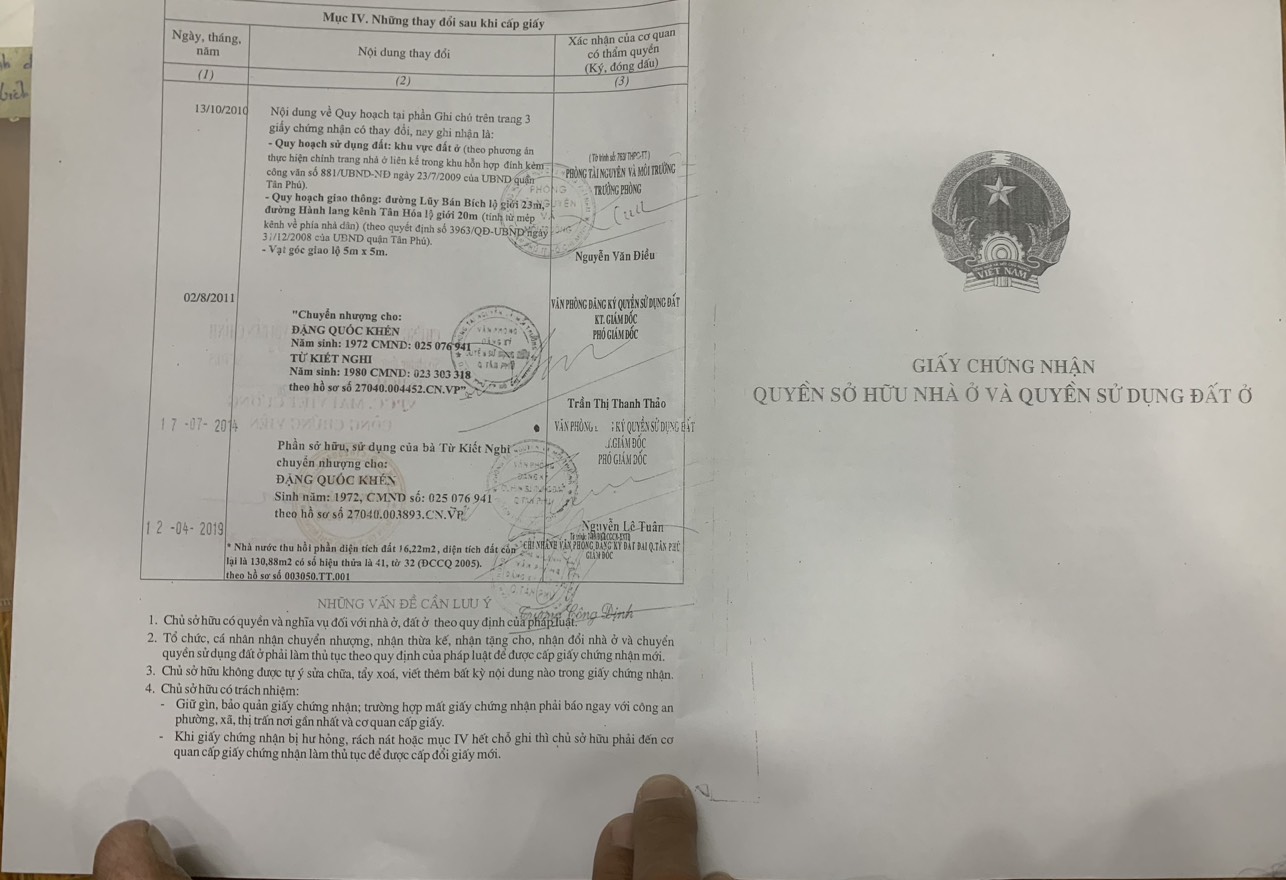 Mục IV. Những thay đổi sau khi cấp giấy
Ngày, tháng, năm
Nội dung thay đổi
Xác nhận của cơ quan có thẩm quyền (Ký, đóng dấu)
(1)
(2)
(3)
13/10/2010
Nội dung về Quy hoạch tại phần Ghi chú trên trang 3
giấy chứng nhận có thay đổi, nay ghi nhận là:
- Quy hoạch sử dụng đất: khu vực đất ở (theo phương án
thực hiện chỉnh trang nhà ở liên kế trong khu hỗn hợp đính kèm
công văn số 881/UBND-NĐ ngày 23/7/2009 của UBND quận
Tân Phú).
- Quy hoạch giao thông: đường Lũy Bán Bích lộ giới 23m,
đường Hành lang kênh Tân Hóa lộ giới 20m (tính từ mép
kênh về phía nhà dân) (theo quyết định số 3963/QĐ-UBND ngày
31/12/2008 của UBND quận Tân Phú).
- Vạt góc giao lộ 5m x 5m.
PHÒNG TÀI NGUYÊN VÀ MÔI TRƯỜNG
TRƯỞNG PHÒNG
Nguyễn Văn Điều
02/8/2011
"Chuyển nhượng cho:
ĐẶNG QUỐC KHÊN
Năm sinh: 1972 CMND: 025 076 941
TỪ KIẾT NGHI
Năm sinh: 1980 CMND: 023 303 318
theo hồ sơ số 27040.004452.CN.VP"
VĂN PHÒNG ĐĂNG KÝ QUYỀN SỬ DỤNG ĐẤT
KT. GIÁM ĐỐC
PHÓ GIÁM ĐỐC
Trần Thị Thanh Thảo
17-07-2014
Phần sở hữu, sử dụng của bà Từ Kiết Nghi
chuyển nhượng cho:
ĐẶNG QUỐC KHÊN
Sinh năm: 1972, CMND số: 025 076 941
theo hồ sơ số 27040.003893.CN.VP
VĂN PHÒNG KÝ QUYỀN SỬ DỤNG ĐẤT
GIÁM ĐỐC
PHÓ GIÁM ĐỐC
Nguyễn Lê Tuân
12-04-2019
* Nhà nước thu hồi phần diện tích đất 16,22m2, diện tích đất còn
lại là 130,88m2 có số hiệu thửa là 41, tờ 32 (ĐCCQ 2005).
theo hồ sơ số 003050.TT.001
CHI NHÁNH VĂN PHÒNG ĐĂNG KÝ ĐẤT ĐAI Q.TÂN PHÚ
GIÁM ĐỐC
Trương Công Định
NHỮNG VẤN ĐỀ CẦN LƯU Ý
1. Chủ sở hữu có quyền và nghĩa vụ đối với nhà ở, đất ở theo quy định của pháp luật.
2. Tổ chức, cá nhân nhận chuyển nhượng, nhận thừa kế, nhận tặng cho, nhận đổi nhà ở và chuyển
quyền sử dụng đất ở phải làm thủ tục theo quy định của pháp luật để được cấp giấy chứng nhận mới.
3. Chủ sở hữu không được tự ý sửa chữa, tẩy xoá, viết thêm bất kỳ nội dung nào trong giấy chứng nhận.
4. Chủ sở hữu có trách nhiệm:
- Giữ gìn, bảo quản giấy chứng nhận; trường hợp mất giấy chứng nhận phải báo ngay với công an
phường, xã, thị trấn nơi gần nhất và cơ quan cấp giấy.
- Khi giấy chứng nhận bị hư hỏng, rách nát hoặc mục IV hết chỗ ghi thì chủ sở hữu phải đến cơ
quan cấp giấy chứng nhận làm thủ tục để được cấp đổi giấy mới.
VIỆT NAM
GIẤY CHỨNG NHẬN
QUYỀN SỞ HỮU NHÀ Ở VÀ QUYỀN SỬ DỤNG ĐẤT Ở